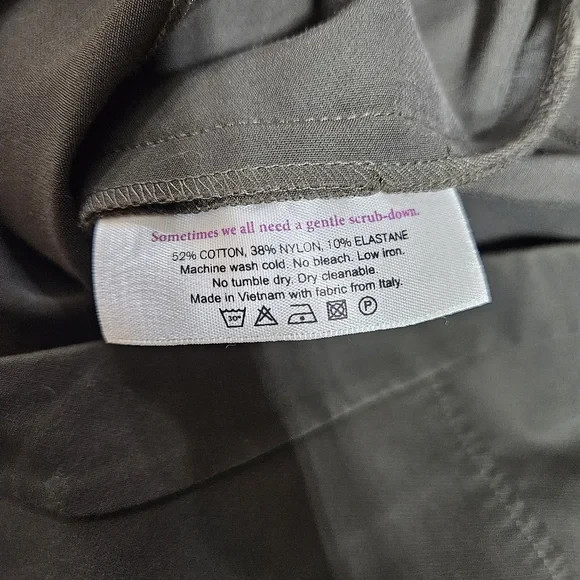 Sometimes we all need a gentle scrub-down.
52% COTTON, 38% NYLON, 10% ELASTANE
Machine wash cold. No bleach. Low iron.
No tumble dry. Dry cleanable.
Made in Vietnam with fabric from Italy.
30° P